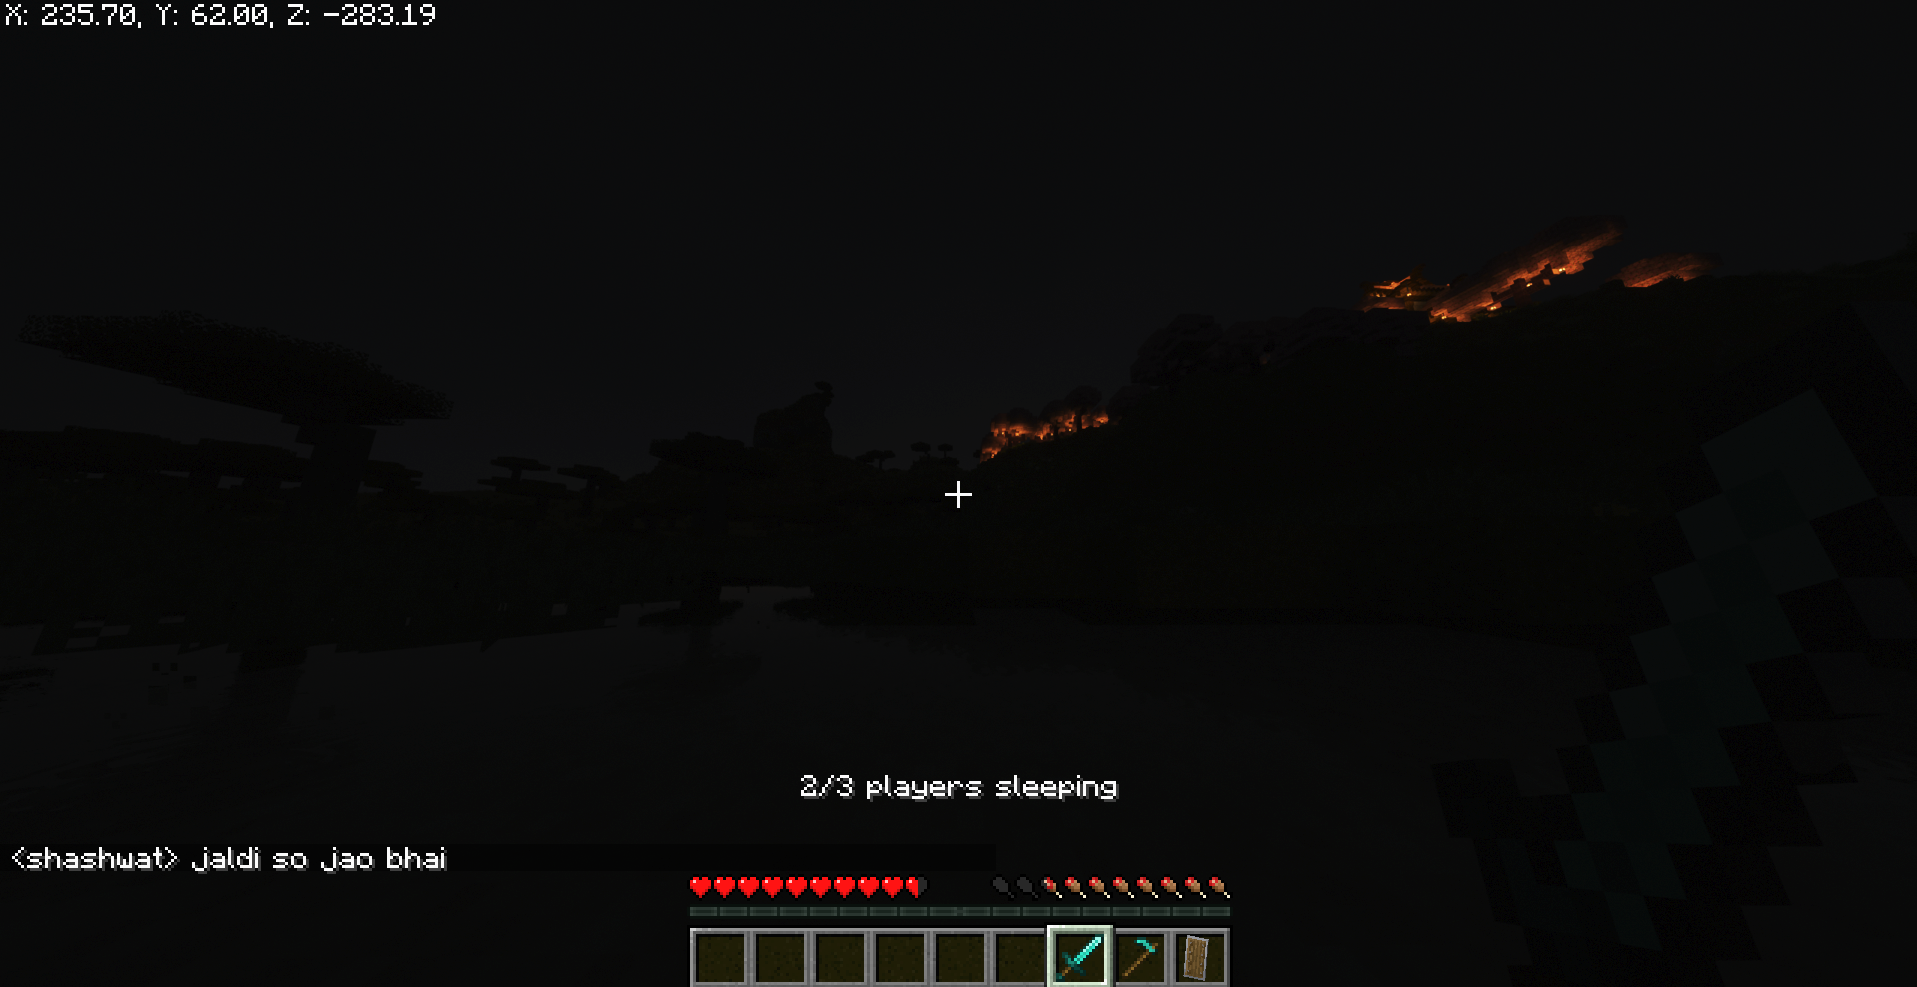 X: 235.70, Y: 62.00, Z: -283.19
2/3 players sleeping
<shashwat> jaldi so jao bhai